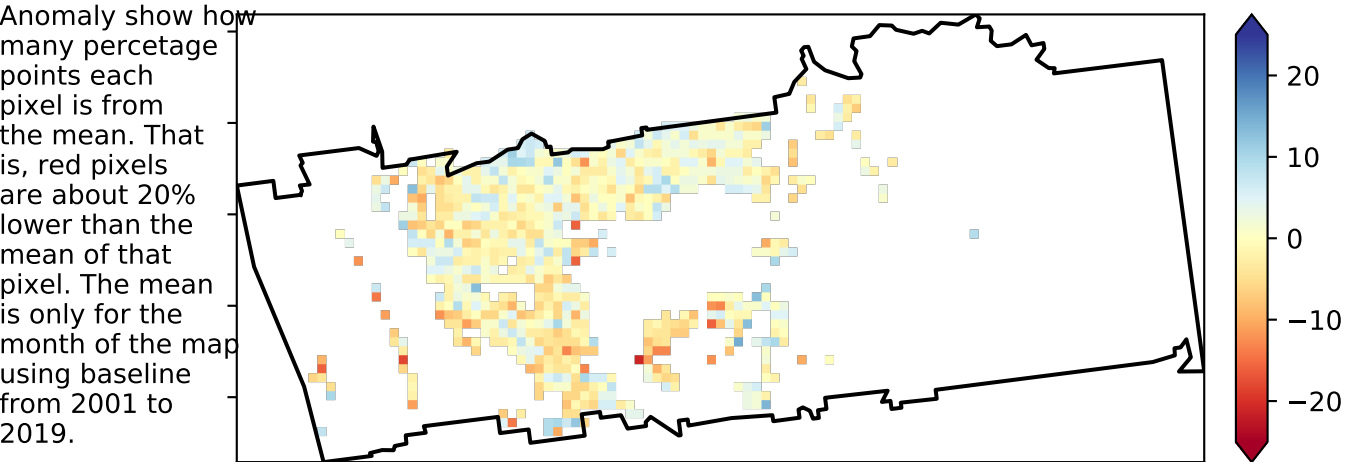 Anomaly show how
many percetage
points each
pixel is from
the mean. That
is, red pixels
are about 20%
lower than the
mean of that
pixel. The mean
is only for the
month of the map
using baseline
from 2001 to
2019.
20
10
0
−10
−20